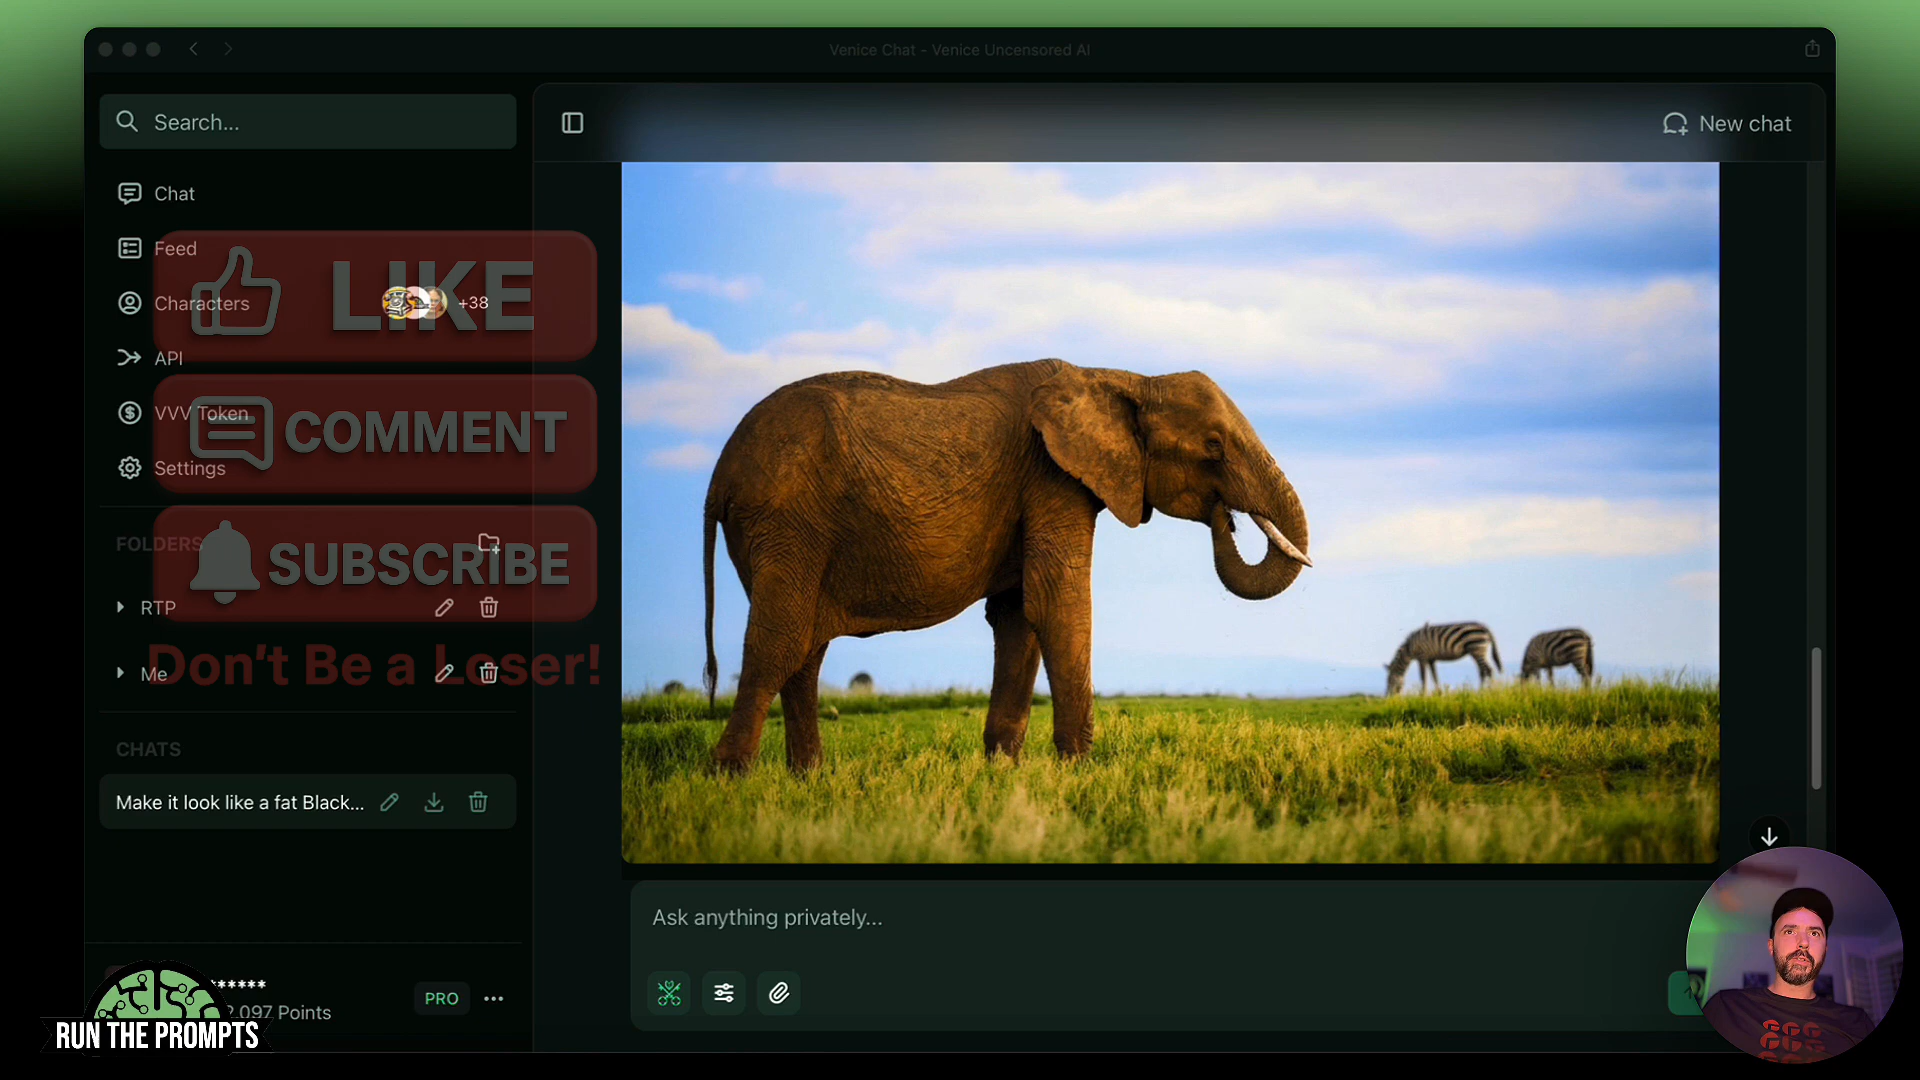 Venice Chat - Venice Uncensored AI
Search...
New chat
Chat
Feed
LIKE
Characters
+38
API
VVV Token
COMMENT
Settings
FOLDERS
SUBSCRIBE
RTP
Don't Be a Loser!
Me
CHATS
Make it look like a fat Black...
Ask anything privately...
******
2,097 Points
PRO
RUN THE PROMPTS